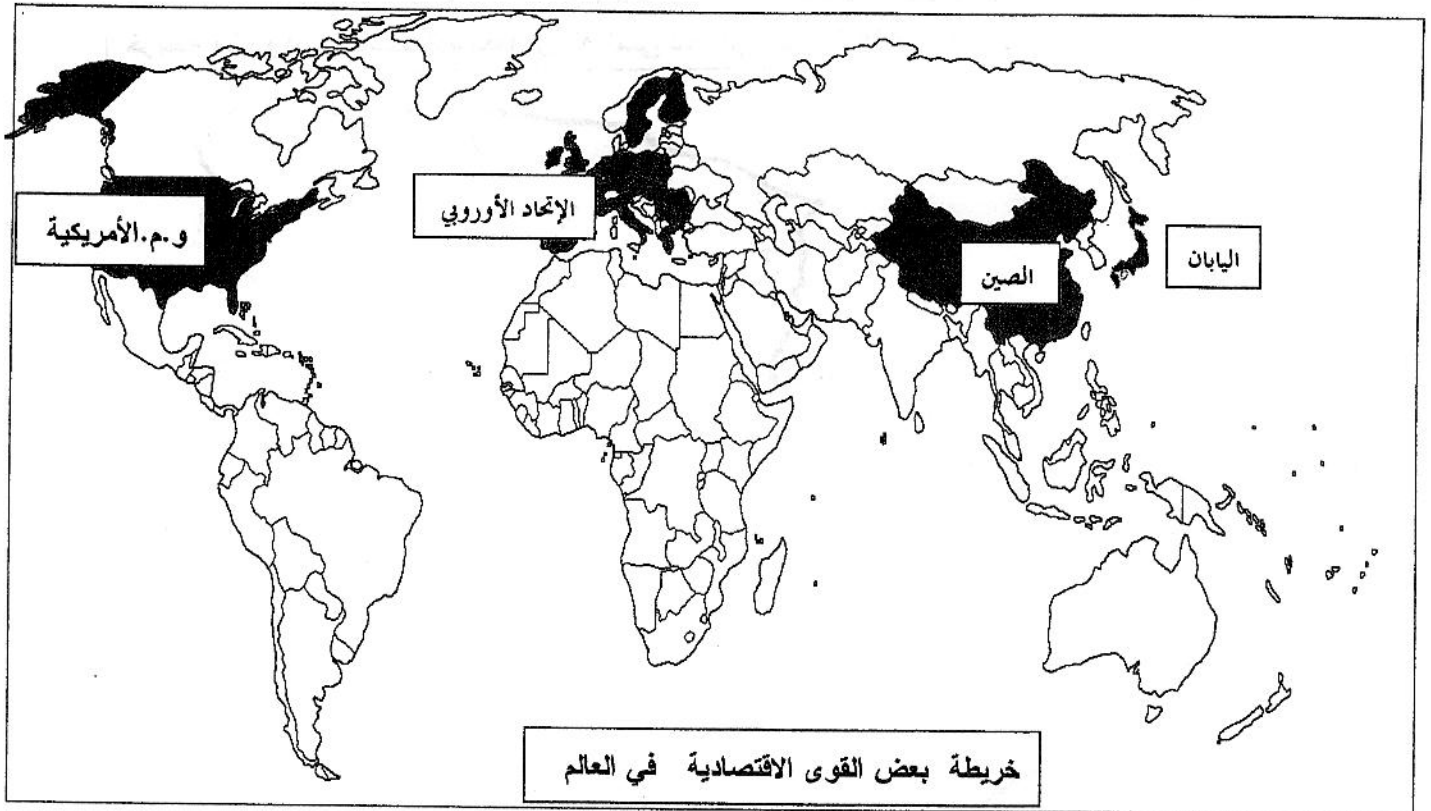 الإتحاد الأوروبي
و.م.الأمريكية
اليابان
الصين
خريطة بعض القوى الاقتصادية في العالم